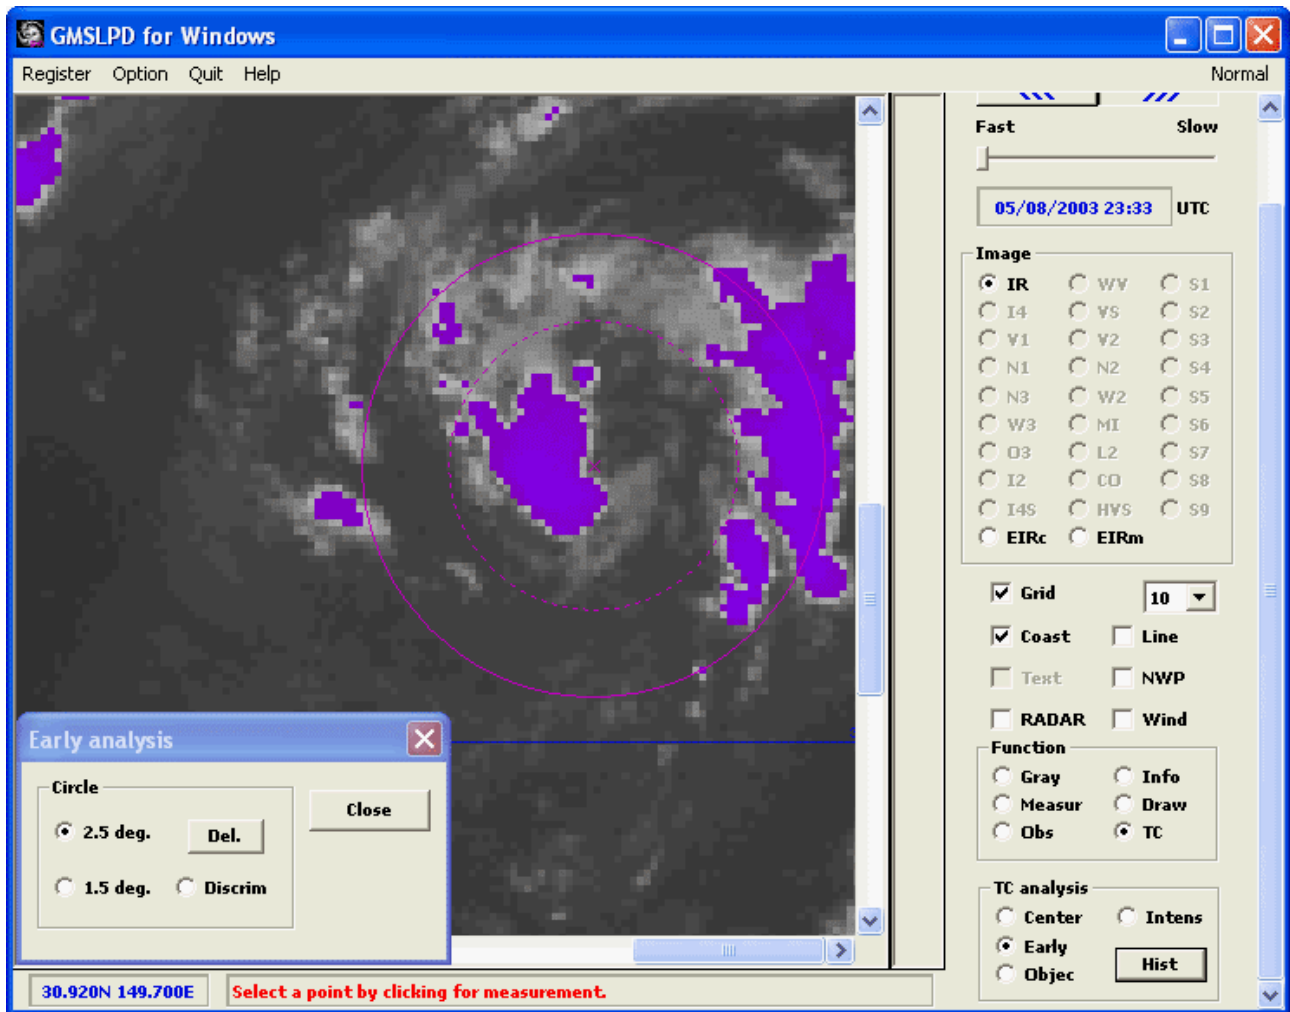 GMSLPD for Windows
Register Option Quit Help Normal
<<< >>>
Fast Slow
05/08/2003 23:33 UTC
Image
IR WV S1
I4 VS S2
V1 V2 S3
N1 N2 S4
N3 W2 S5
W3 MI S6
O3 L2 S7
I2 CO S8
I4S HVS S9
EIRc EIRm
Grid 10
Coast Line
Text NWP
RADAR Wind
Function
Gray Info
Measur Draw
Obs TC
TC analysis
Center Intens
Early
Hist
Objec
Early analysis
Circle
Close
2.5 deg. Del.
1.5 deg. Discrim
30.920N 149.700E Select a point by clicking for measurement.